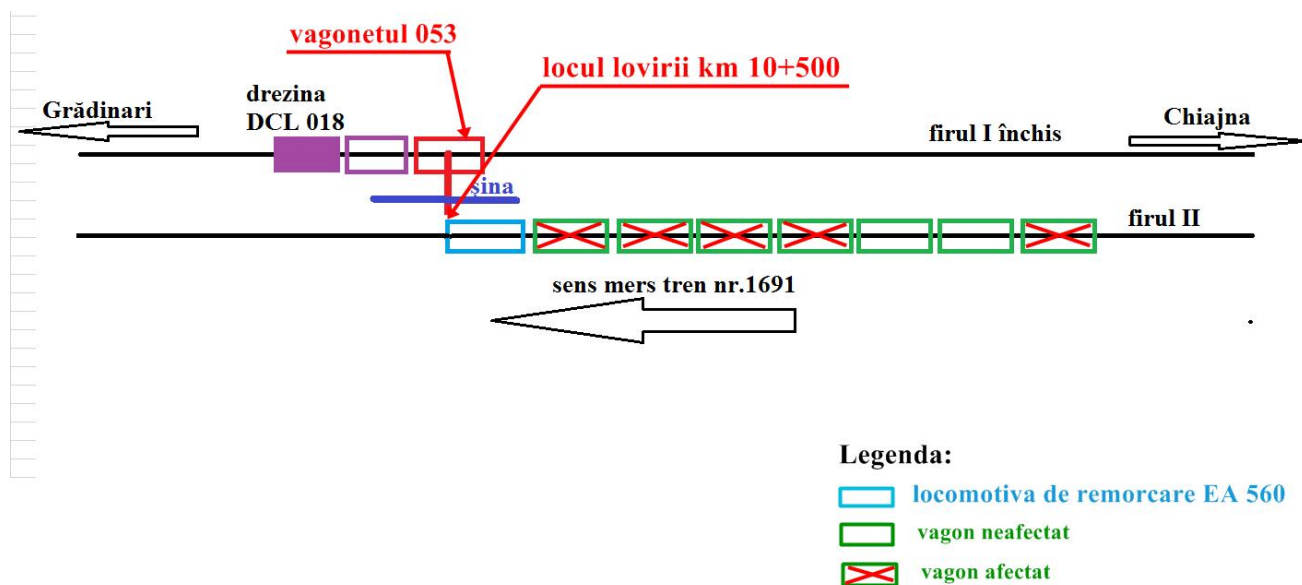 vagonetul 053
locul lovirii km 10+500
Grădinari
drezina
DCL 018
firul I închis
Chiajna
șina
firul II
sens mers tren nr.1691
Legenda:
locomotiva de remorcare EA 560
vagon neafectat
vagon afectat